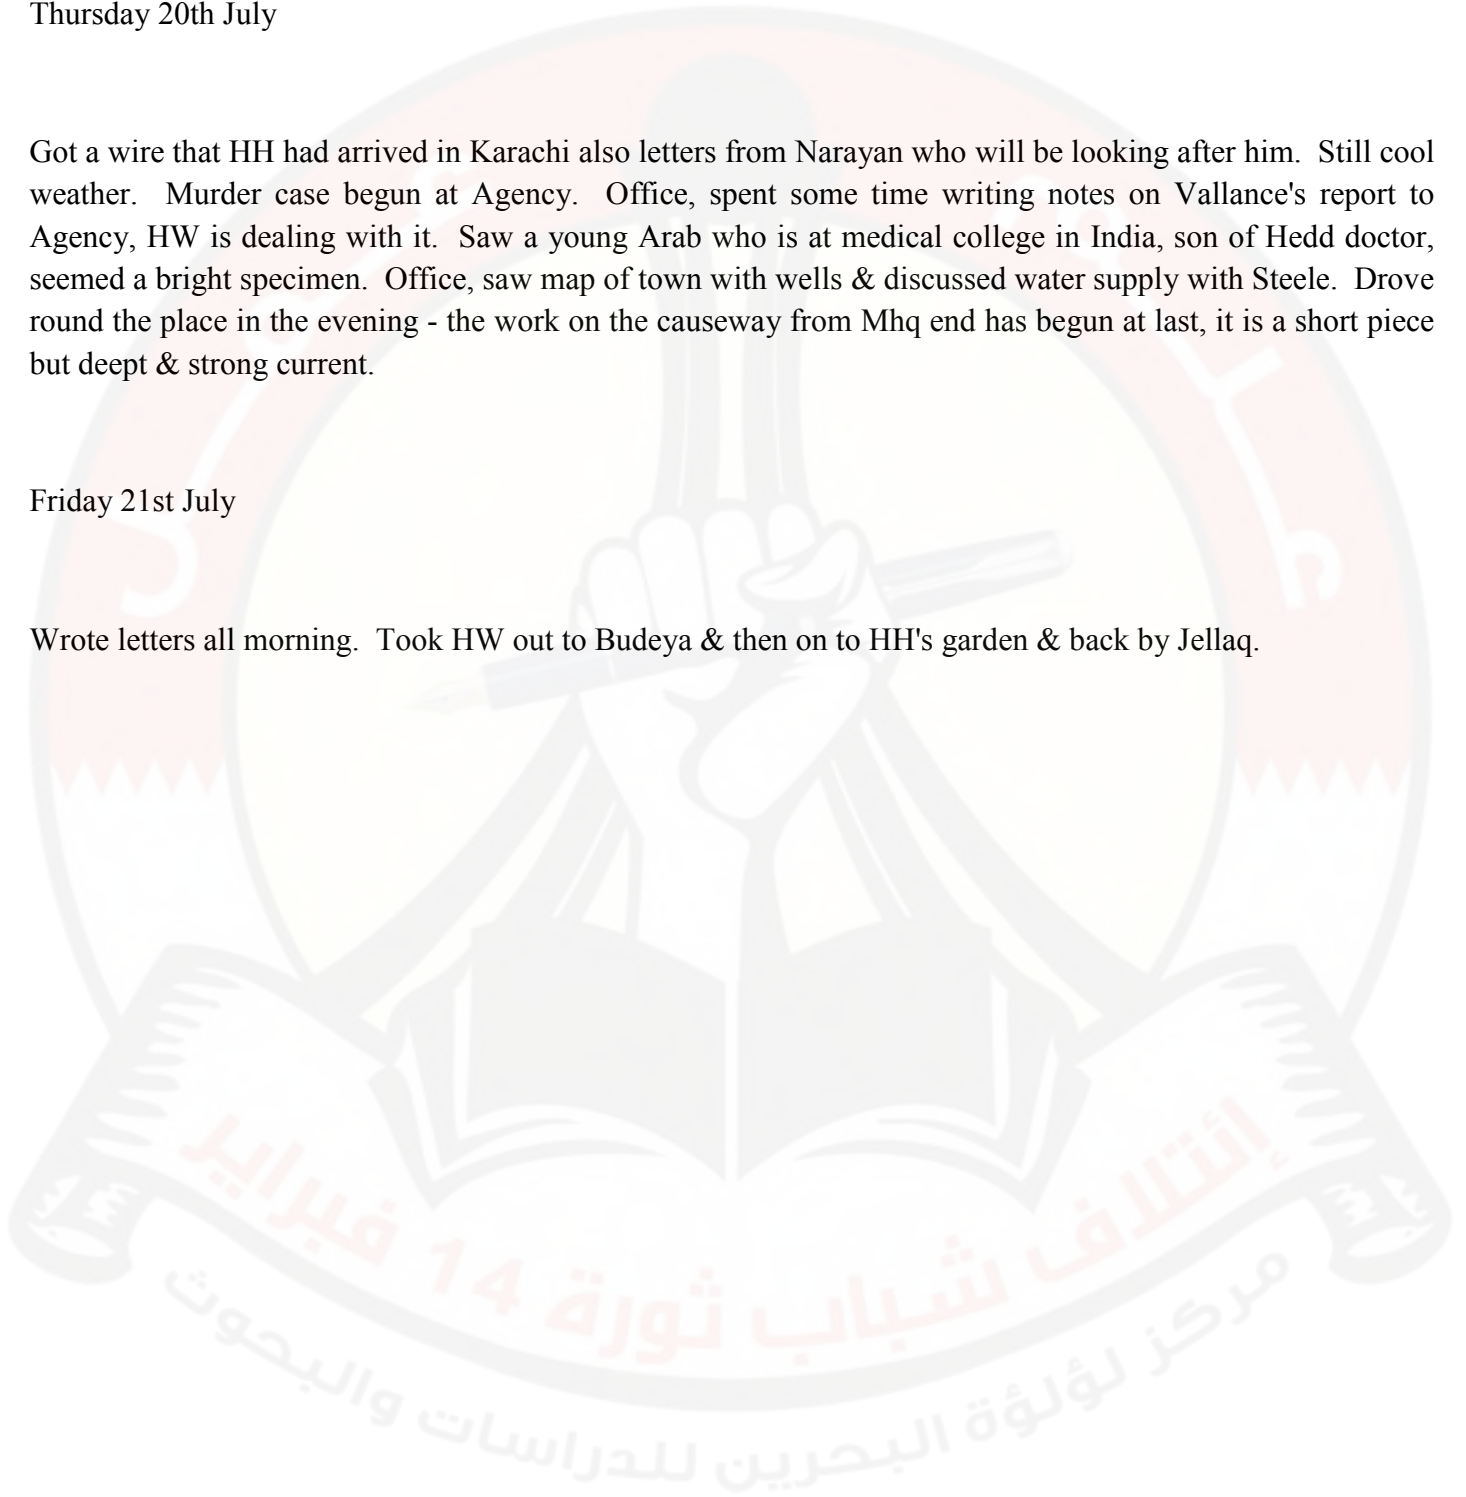 Thursday 20th July
Got a wire that HH had arrived in Karachi also letters from Narayan who will be looking after him. Still cool
weather. Murder case begun at Agency. Office, spent some time writing notes on Vallance's report to
Agency, HW is dealing with it. Saw a young Arab who is at medical college in India, son of Hedd doctor,
seemed a bright specimen. Office, saw map of town with wells & discussed water supply with Steele. Drove
round the place in the evening - the work on the causeway from Mhq end has begun at last, it is a short piece
but deept & strong current.
Friday 21st July
Wrote letters all morning. Took HW out to Budeya & then on to HH's garden & back by Jellaq.
إئتلاف شباب ثورة 14 فبراير
مركز لؤلؤة البحرين للدراسات والبحوث